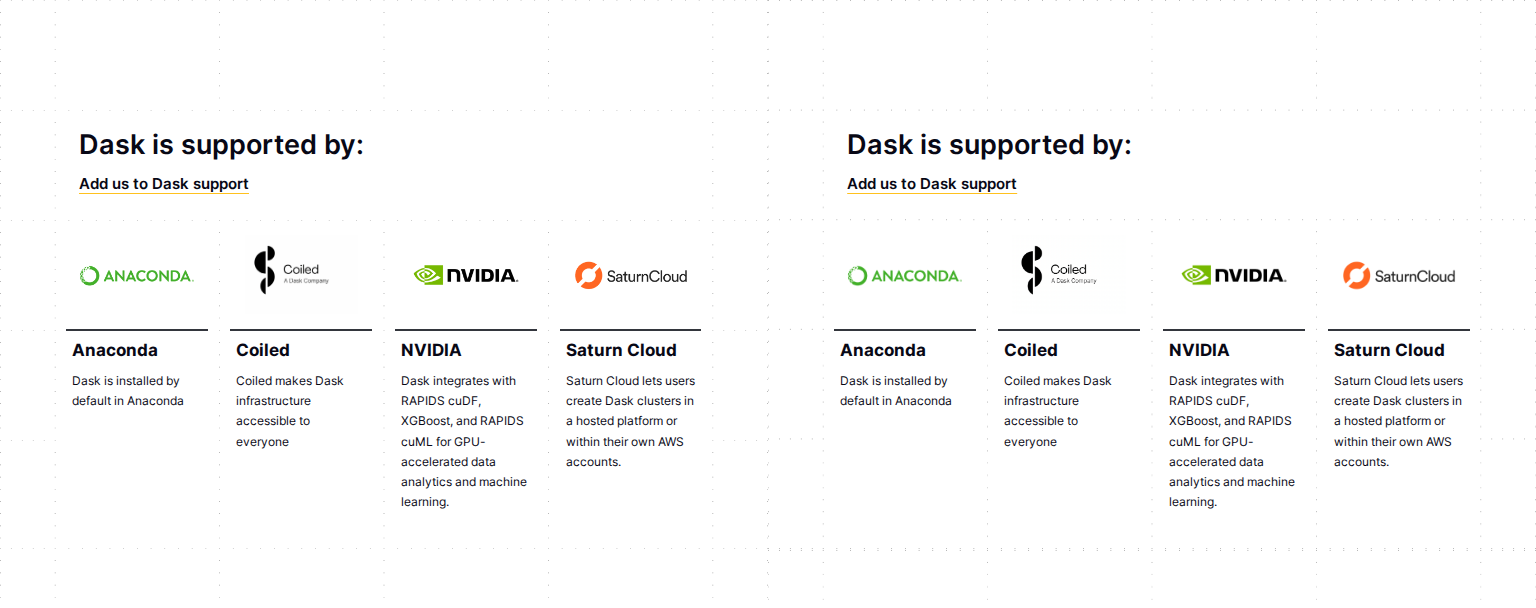 Dask is supported by:
Add us to Dask support
ANACONDA.
Coiled
A Dask Company
NVIDIA.
SaturnCloud
Anaconda
Dask is installed by
default in Anaconda
Coiled
Coiled makes Dask
infrastructure
accessible to
everyone
NVIDIA
Dask integrates with
RAPIDS cuDF,
XGBoost, and RAPIDS
cuML for GPU-
accelerated data
analytics and machine
learning.
Saturn Cloud
Saturn Cloud lets users
create Dask clusters in
a hosted platform or
within their own AWS
accounts.
Dask is supported by:
Add us to Dask support
ANACONDA.
Coiled
A Dask Company
NVIDIA.
SaturnCloud
Anaconda
Dask is installed by
default in Anaconda
Coiled
Coiled makes Dask
infrastructure
accessible to
everyone
NVIDIA
Dask integrates with
RAPIDS cuDF,
XGBoost, and RAPIDS
cuML for GPU-
accelerated data
analytics and machine
learning.
Saturn Cloud
Saturn Cloud lets users
create Dask clusters in
a hosted platform or
within their own AWS
accounts.